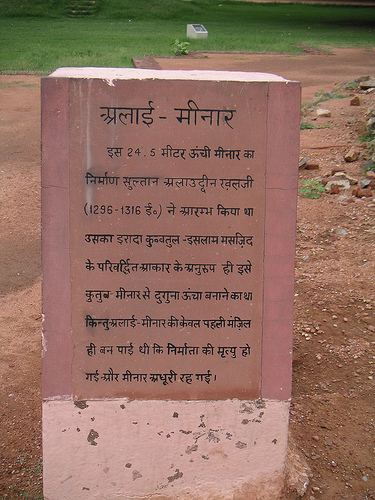 अलाई - मीनार
इस 24.5 मीटर ऊंची मीनार का
निर्माण सुल्तान अलाउद्दीन ख़लजी
(1296-1316 ई०) ने आरम्भ किया था
उसका इरादा कुव्वतुल-इसलाम मसज़िद
के परिवर्द्धित आकार के अनुरुप ही इसे
कुतुब-मीनार से दुगुना ऊंचा बनाने का था
किन्तु अलाई-मीनार की केवल पहली मंज़िल
ही बन पाई थी कि निर्माता की मृत्यु हो
गई और मीनार अधूरी रह गई।